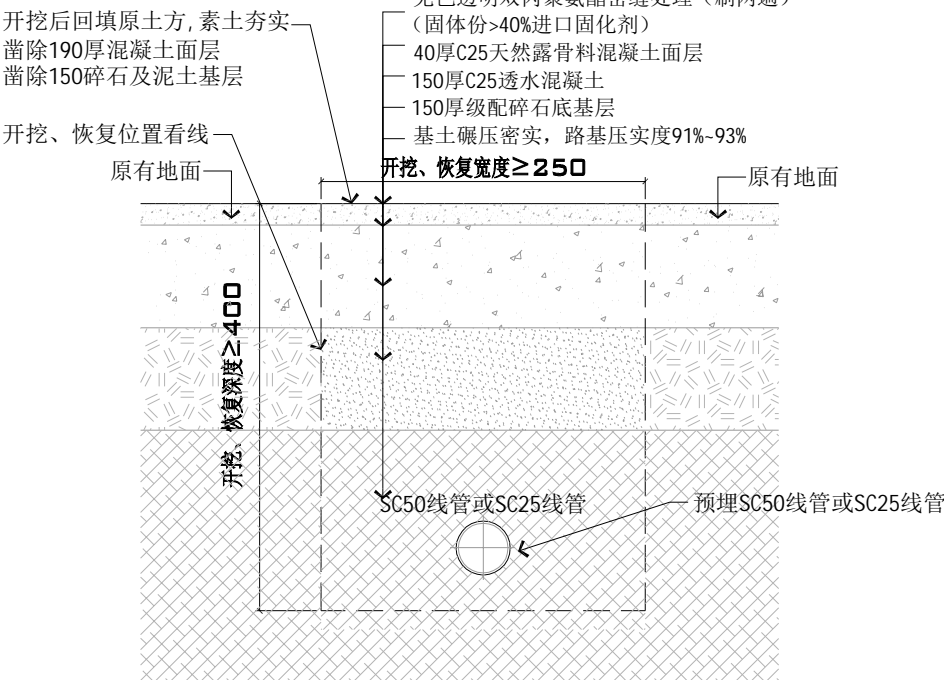 开挖后回填原土方,素土夯实
凿除190厚混凝土面层
凿除150碎石及泥土基层
开挖、恢复位置看线
原有地面
(固体份>40%进口固化剂)
40厚C25天然露骨料混凝土面层
150厚C25透水混凝土
150厚级配碎石底基层
基土碾压密实，路基压实度91%~93%
开挖、恢复宽度≥250
原有地面
开挖、恢复深度≥400
SC50线管或SC25线管
预埋SC50线管或SC25线管